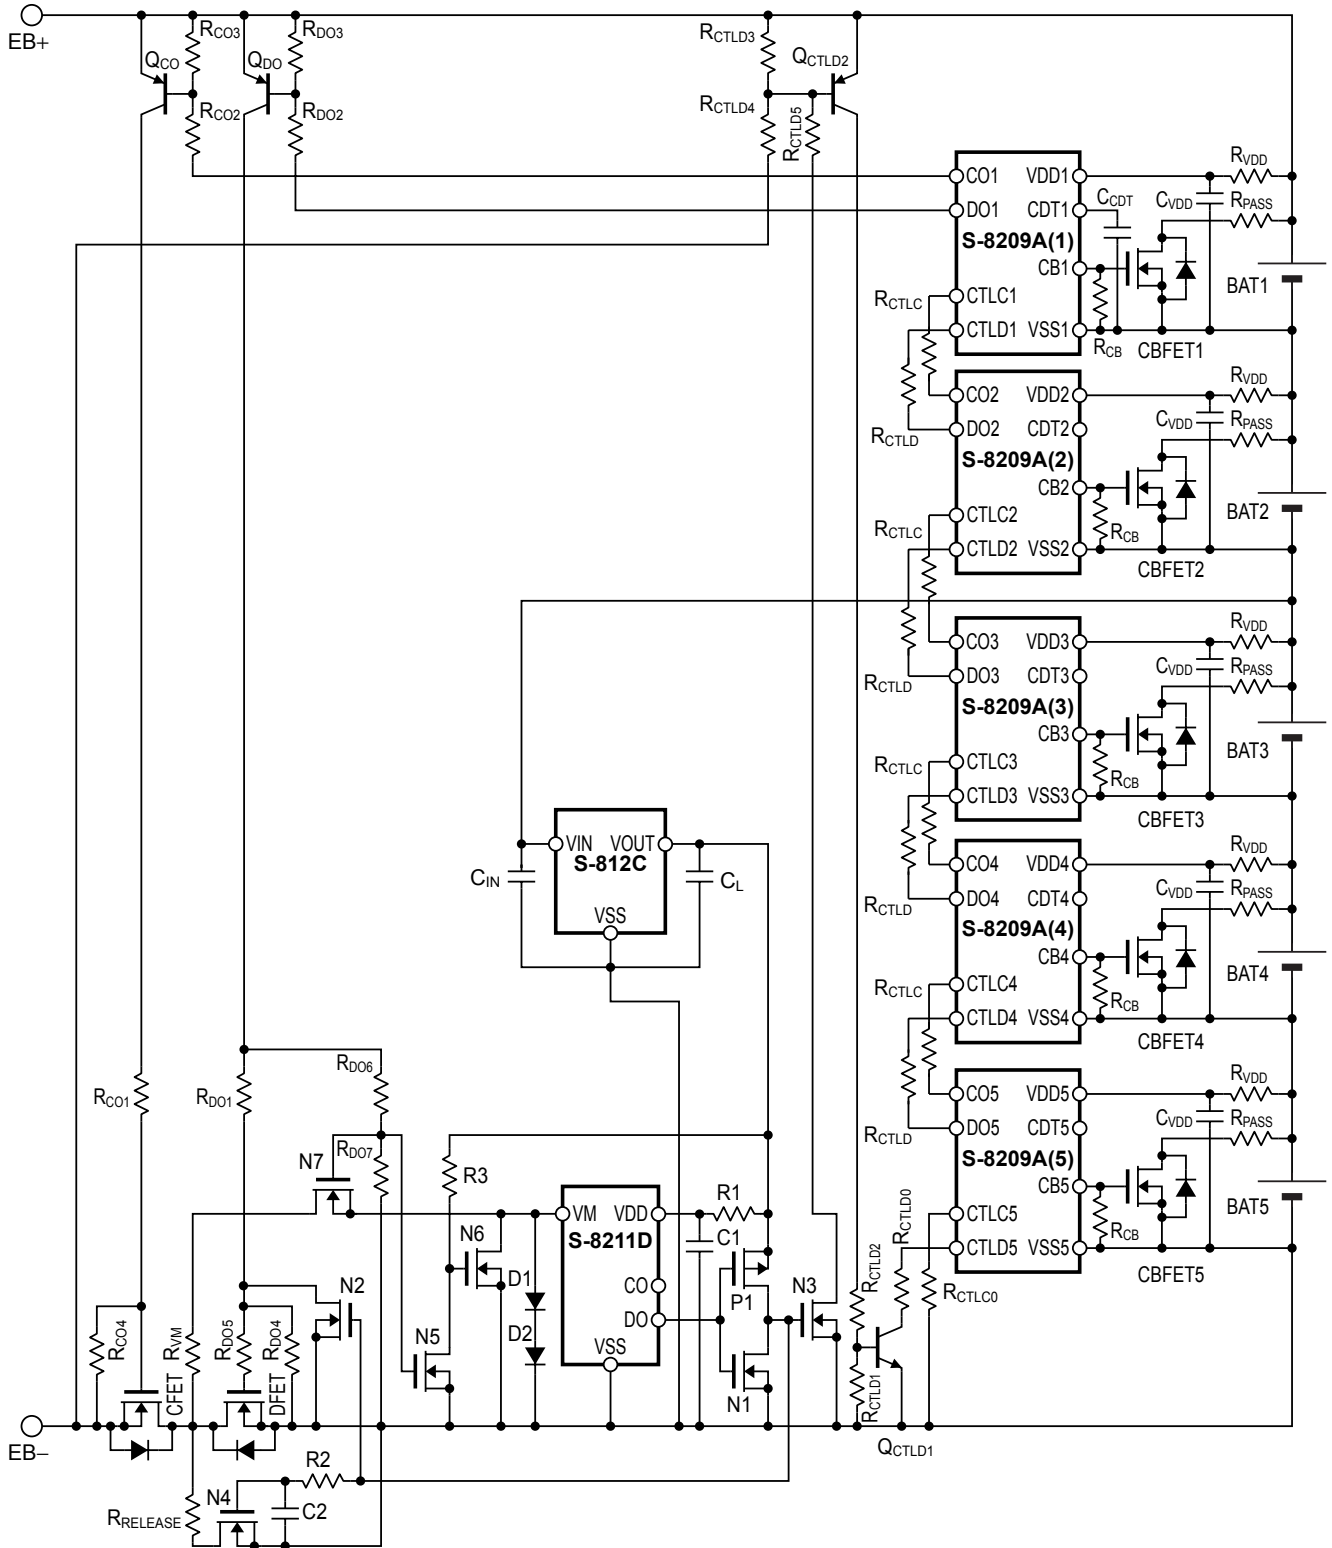 EB+
RCO3
RDO3
RCTLD3
QCO
QDO
QCTLD2
RCO2
RDO2
RCTLD4
RCTLD5
RVDD
CO1
VDD1
CCDT
CVDD
RPASS
DO1
CDT1
S-8209A(1)
CB1
BAT1
RCTLC
CTLC1
CTLD1
VSS1
RCB
CBFET1
RVDD
CO2
VDD2
CVDD
RPASS
RCTLD
DO2
CDT2
S-8209A(2)
CB2
BAT2
RCTLC
CTLC2
CTLD2
VSS2
RCB
CBFET2
RVDD
CO3
VDD3
CVDD
RPASS
RCTLD
DO3
CDT3
S-8209A(3)
CB3
BAT3
RCTLC
CTLC3
CTLD3
VSS3
RCB
CBFET3
VIN
VOUT
S-812C
CIN
CL
VSS
RVDD
CO4
VDD4
CVDD
RPASS
RCTLD
DO4
CDT4
S-8209A(4)
CB4
BAT4
RCTLC
CTLC4
CTLD4
VSS4
RCB
CBFET4
RDO6
RCO1
RDO1
RVDD
CO5
VDD5
CVDD
RPASS
RCTLD
DO5
CDT5
S-8209A(5)
CB5
BAT5
RCTLD0
CTLC5
CTLD5
VSS5
RCB
CBFET5
N7
RDO7
R3
R1
VM
VDD
S-8211D
N6
C1
D1
CO
P1
N3
RCTLD2
RCTLC0
N2
DO
D2
N5
VSS
N1
RCO4
RVM
RDO5
RDO4
CFET
DFET
RCTLD1
EB−
QCTLD1
R2
N4
C2
RRELEASE